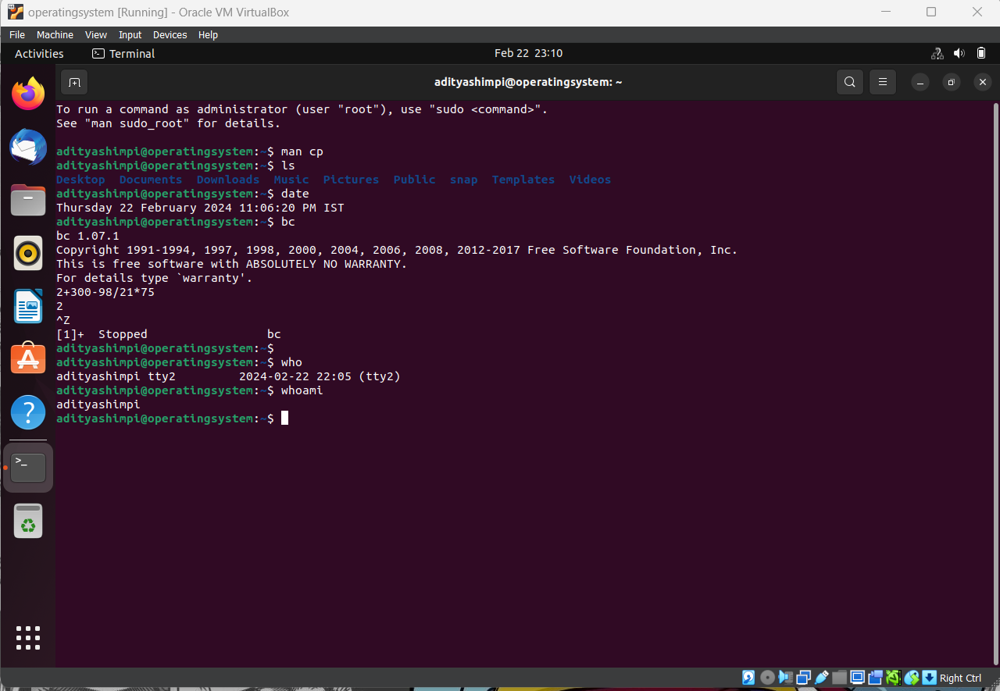 operatingsystem [Running] - Oracle VM VirtualBox
File Machine View Input Devices Help
Activities Terminal Feb 22 23:10
adityashimpi@operatingsystem: ~
To run a command as administrator (user "root"), use "sudo <command>".
See "man sudo_root" for details.
adityashimpi@operatingsystem:~$ man cp
adityashimpi@operatingsystem:~$ ls
Desktop Documents Downloads Music Pictures Public snap Templates Videos
adityashimpi@operatingsystem:~$ date
Thursday 22 February 2024 11:06:20 PM IST
adityashimpi@operatingsystem:~$ bc
bc 1.07.1
Copyright 1991-1994, 1997, 1998, 2000, 2004, 2006, 2008, 2012-2017 Free Software Foundation, Inc.
This is free software with ABSOLUTELY NO WARRANTY.
For details type `warranty'.
2+300-98/21*75
2
^Z
[1]+  Stopped                 bc
adityashimpi@operatingsystem:~$
adityashimpi@operatingsystem:~$ who
adityashimpi tty2         2024-02-22 22:05 (tty2)
adityashimpi@operatingsystem:~$ whoami
adityashimpi
adityashimpi@operatingsystem:~$
Right Ctrl